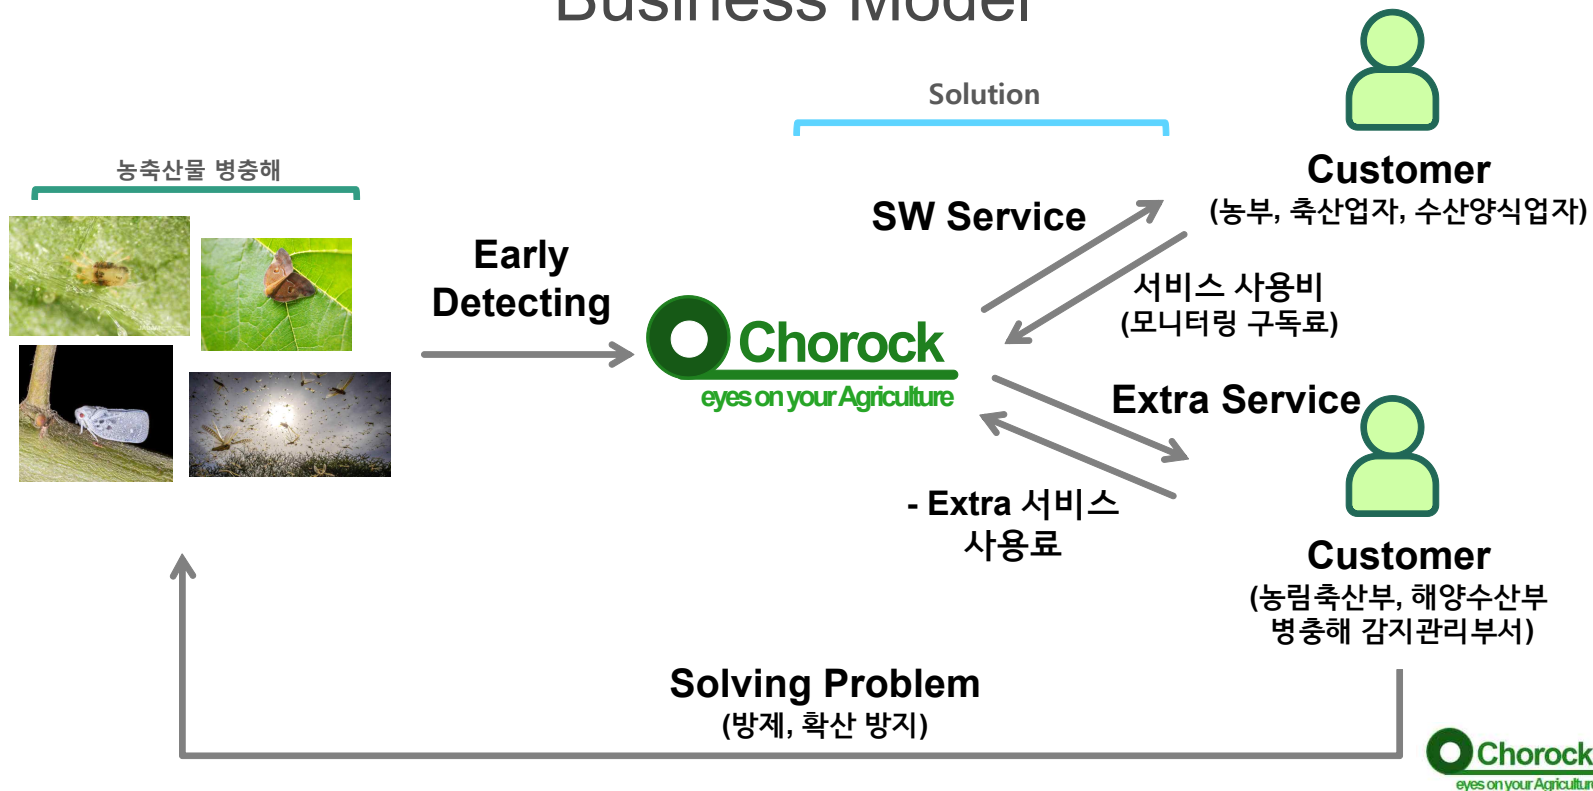 Business Model
Solution
농축산물 병충해
Customer
(농부, 축산업자, 수산양식업자)
SW Service
Early
Detecting
서비스 사용비
(모니터링 구독료)
Chorock
eyes on your Agriculture
Extra Service
- Extra 서비스
사용료
Customer
(농림축산부, 해양수산부
병충해 감지관리부서)
Solving Problem
(방제, 확산 방지)
Chorock
eyes on your Agriculture